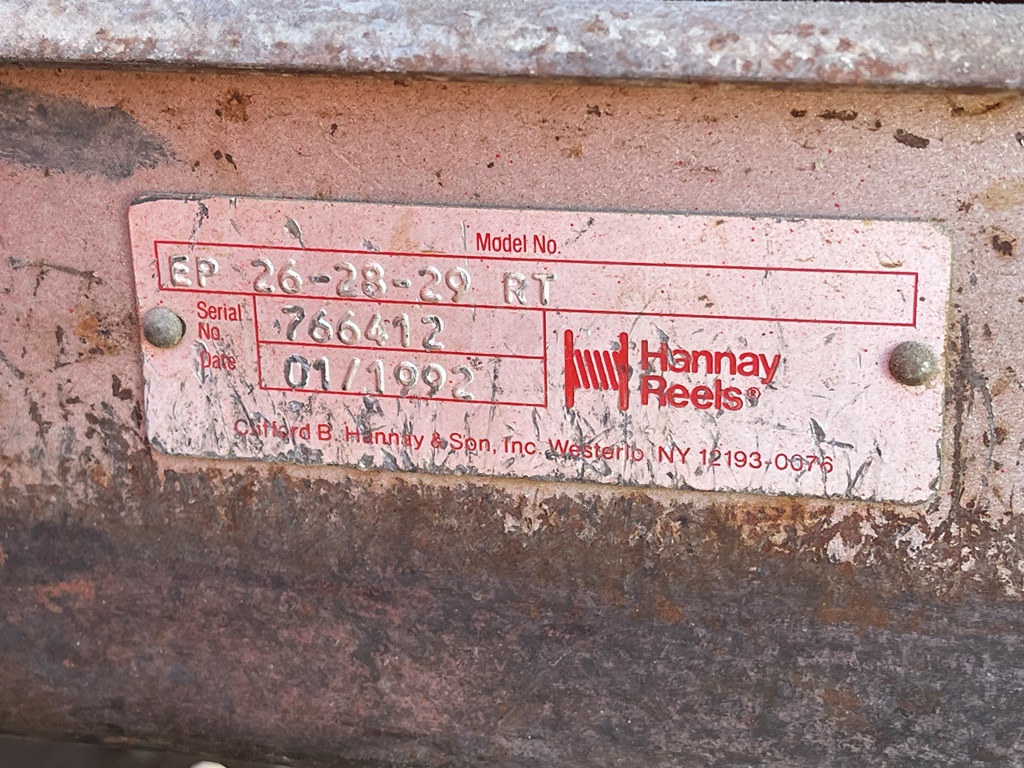 Model No.
EP 26-28-29 RT
Serial No. 766412
Date 01/1992
Hannay Reels®
Clifford B. Hannay & Son, Inc. Westerlo, NY 12193-0076